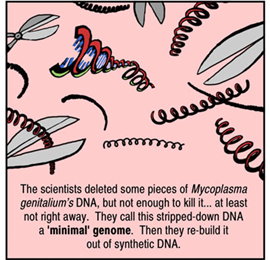 The scientists deleted some pieces of Mycoplasma
genitalium's DNA, but not enough to kill it... at least
not right away. They call this stripped-down DNA
a 'minimal' genome. Then they re-build it
out of synthetic DNA.